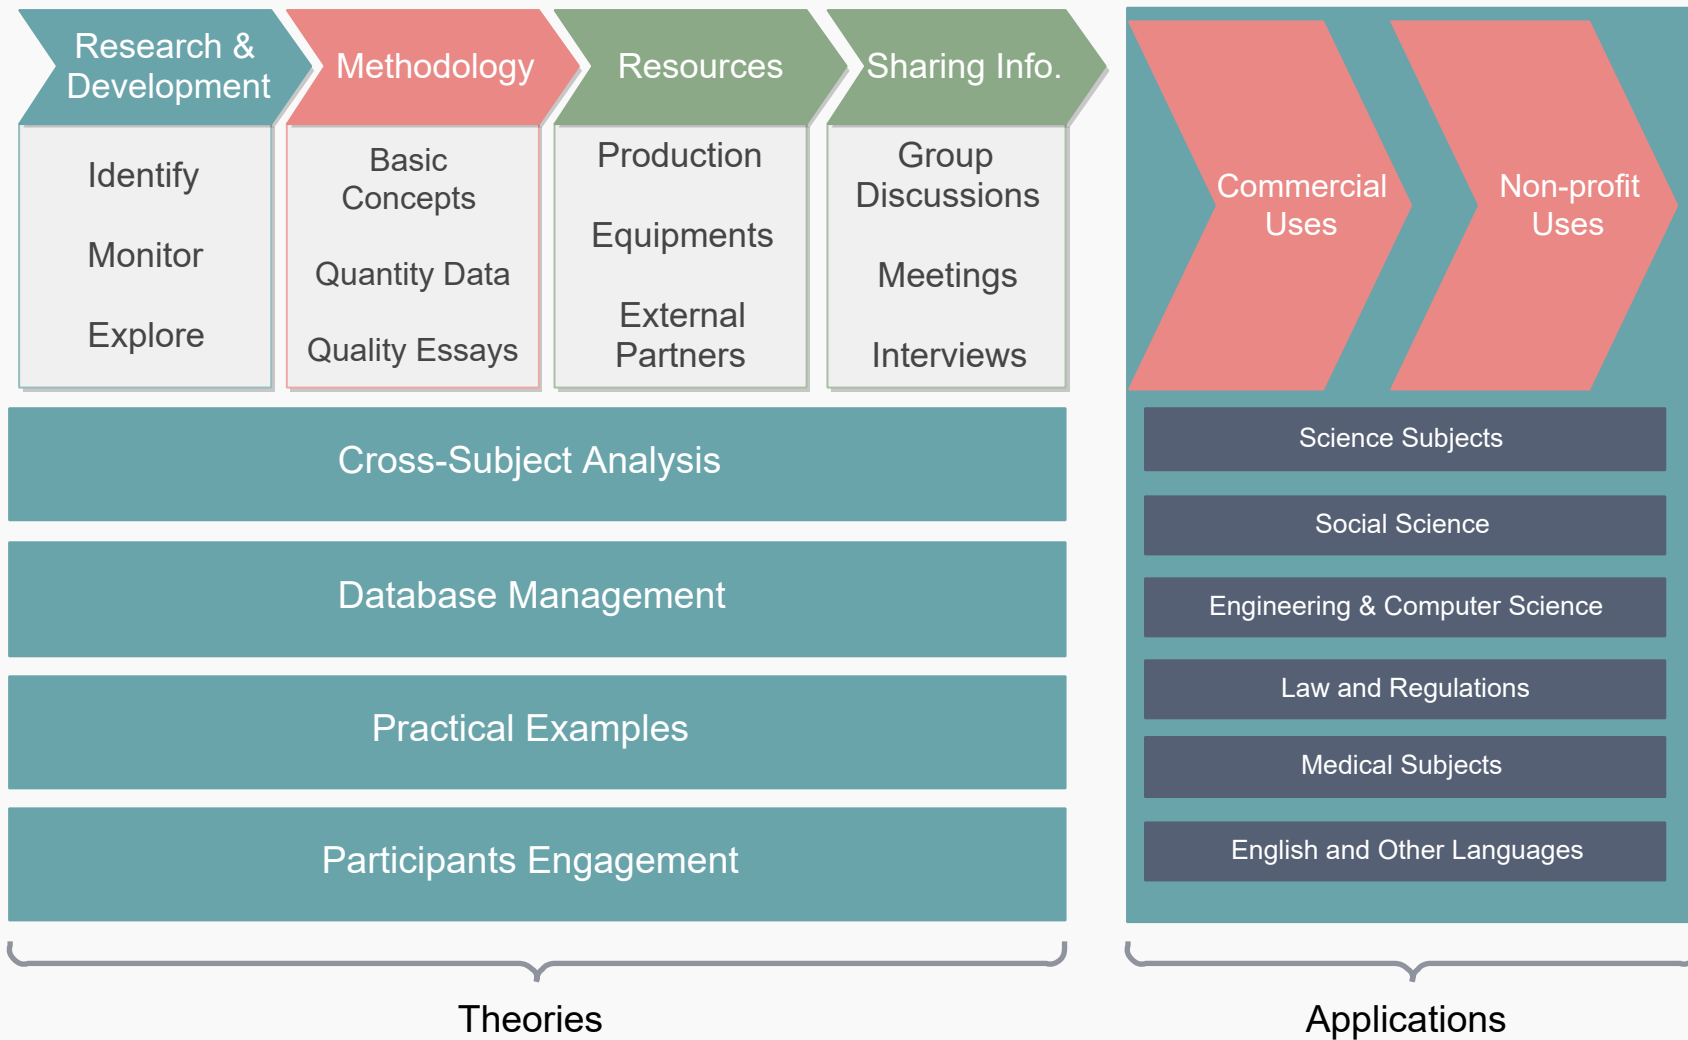 Research &
Development
Methodology
Resources
Sharing Info.
Identify
Monitor
Explore
Basic
Concepts
Quantity Data
Quality Essays
Production
Equipments
External
Partners
Group
Discussions
Meetings
Interviews
Commercial
Uses
Non-profit
Uses
Cross-Subject Analysis
Database Management
Practical Examples
Participants Engagement
Science Subjects
Social Science
Engineering & Computer Science
Law and Regulations
Medical Subjects
English and Other Languages
Theories
Applications